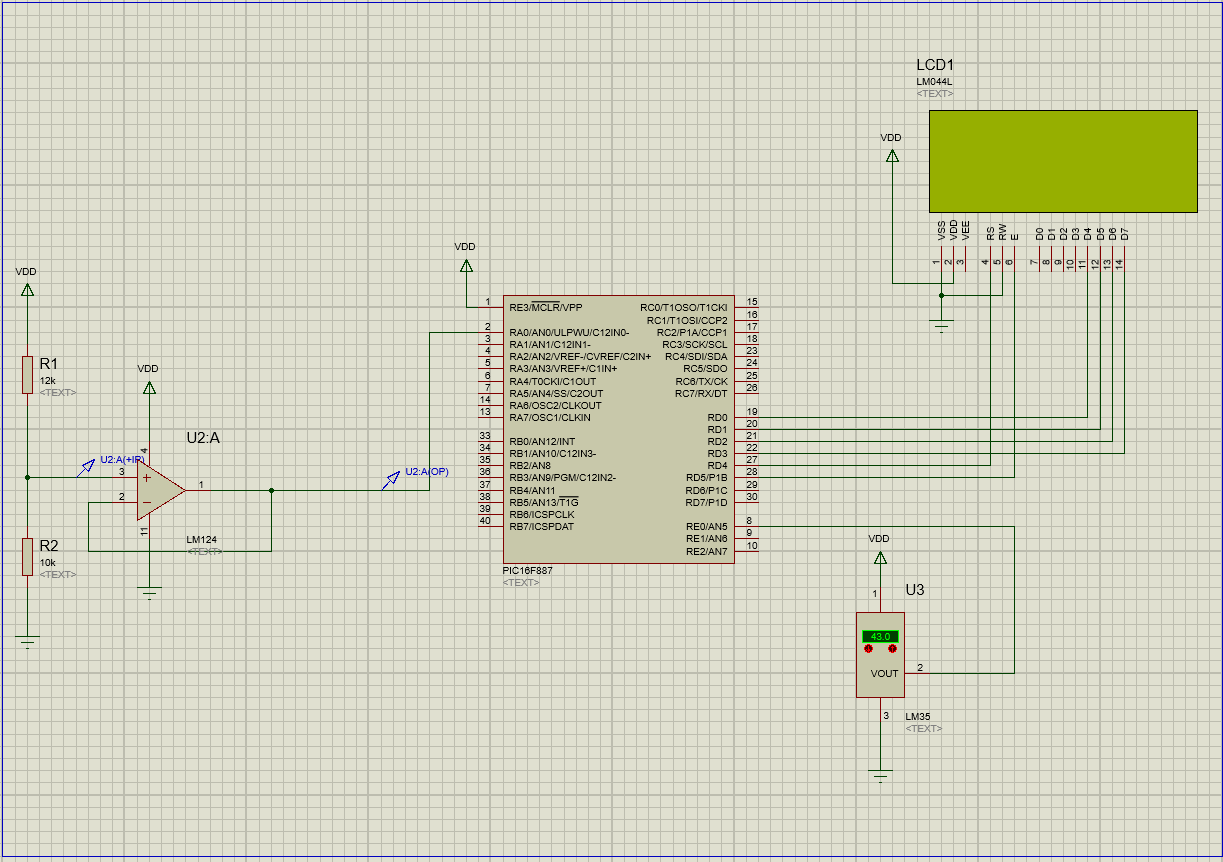 LCD1
LM044L
<TEXT>
VDD
VSS
VDD
VEE
RS
RW
E
D0
D1
D2
D3
D4
D5
D6
D7
1
2
3
4
5
6
7
8
9
10
11
12
13
14
VDD
1 RE3/MCLR/VPP
2 RA0/AN0/ULPWU/C12IN0-
3 RA1/AN1/C12IN1-
4 RA2/AN2/VREF-/CVREF/C2IN+
5 RA3/AN3/VREF+/C1IN+
6 RA4/T0CKI/C1OUT
7 RA5/AN4/SS/C2OUT
14 RA6/OSC2/CLKOUT
13 RA7/OSC1/CLKIN
33 RB0/AN12/INT
34 RB1/AN10/C12IN3-
35 RB2/AN8
36 RB3/AN9/PGM/C12IN2-
37 RB4/AN11
38 RB5/AN13/T1G
39 RB6/ICSPCLK
40 RB7/ICSPDAT
RC0/T1OSO/T1CKI 15
RC1/T1OSI/CCP2 16
RC2/P1A/CCP1 17
RC3/SCK/SCL 18
RC4/SDI/SDA 23
RC5/SDO 24
RC6/TX/CK 25
RC7/RX/DT 26
RD0 19
RD1 20
RD2 21
RD3 22
RD4 27
RD5/P1B 28
RD6/P1C 29
RD7/P1D 30
RE0/AN5 8
RE1/AN6 9
RE2/AN7 10
PIC16F887
<TEXT>
VDD
R1
12k
<TEXT>
VDD
U2:A
U2:A(+IP)
3
2
4
1
11
LM124
<TEXT>
U2:A(OP)
R2
10k
<TEXT>
VDD
U3
1
43.0
VOUT
2
3
LM35
<TEXT>